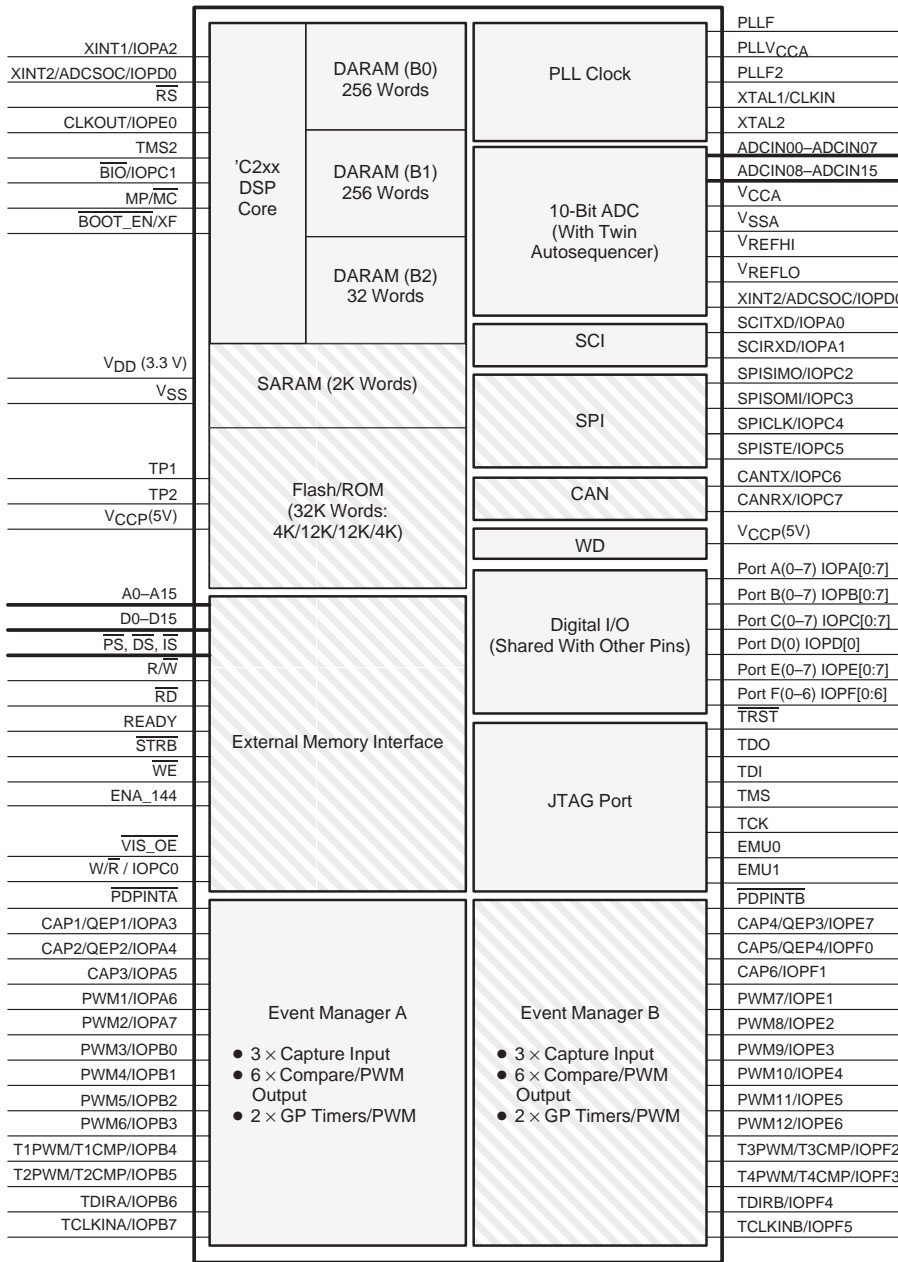 XINT1/IOPA2
XINT2/ADCSOC/IOPD0
RS
CLKOUT/IOPE0
TMS2
BIO/IOPC1
MP/MC
BOOT_EN/XF
VDD (3.3 V)
VSS
TP1
TP2
VCCP(5V)
A0–A15
D0–D15
PS, DS, IS
R/W
RD
READY
STRB
WE
ENA_144
VIS_OE
W/R / IOPC0
PDPINTA
CAP1/QEP1/IOPA3
CAP2/QEP2/IOPA4
CAP3/IOPA5
PWM1/IOPA6
PWM2/IOPA7
PWM3/IOPB0
PWM4/IOPB1
PWM5/IOPB2
PWM6/IOPB3
T1PWM/T1CMP/IOPB4
T2PWM/T2CMP/IOPB5
TDIRA/IOPB6
TCLKINA/IOPB7
'C2xx
DSP
Core
DARAM (B0)
256 Words
DARAM (B1)
256 Words
DARAM (B2)
32 Words
SARAM (2K Words)
Flash/ROM
(32K Words:
4K/12K/12K/4K)
External Memory Interface
Event Manager A
● 3 × Capture Input
● 6 × Compare/PWM
Output
● 2 × GP Timers/PWM
PLL Clock
10-Bit ADC
(With Twin
Autosequencer)
SCI
SPI
CAN
WD
Digital I/O
(Shared With Other Pins)
JTAG Port
Event Manager B
● 3 × Capture Input
● 6 × Compare/PWM
Output
● 2 × GP Timers/PWM
PLLF
PLLVCCA
PLLF2
XTAL1/CLKIN
XTAL2
ADCIN00–ADCIN07
ADCIN08–ADCIN15
VCCA
VSSA
VREFHI
VREFLO
XINT2/ADCSOC/IOPD0
SCITXD/IOPA0
SCIRXD/IOPA1
SPISIMO/IOPC2
SPISOMI/IOPC3
SPICLK/IOPC4
SPISTE/IOPC5
CANTX/IOPC6
CANRX/IOPC7
VCCP(5V)
Port A(0–7) IOPA[0:7]
Port B(0–7) IOPB[0:7]
Port C(0–7) IOPC[0:7]
Port D(0) IOPD[0]
Port E(0–7) IOPE[0:7]
Port F(0–6) IOPF[0:6]
TRST
TDO
TDI
TMS
TCK
EMU0
EMU1
PDPINTB
CAP4/QEP3/IOPE7
CAP5/QEP4/IOPF0
CAP6/IOPF1
PWM7/IOPE1
PWM8/IOPE2
PWM9/IOPE3
PWM10/IOPE4
PWM11/IOPE5
PWM12/IOPE6
T3PWM/T3CMP/IOPF2
T4PWM/T4CMP/IOPF3
TDIRB/IOPF4
TCLKINB/IOPF5